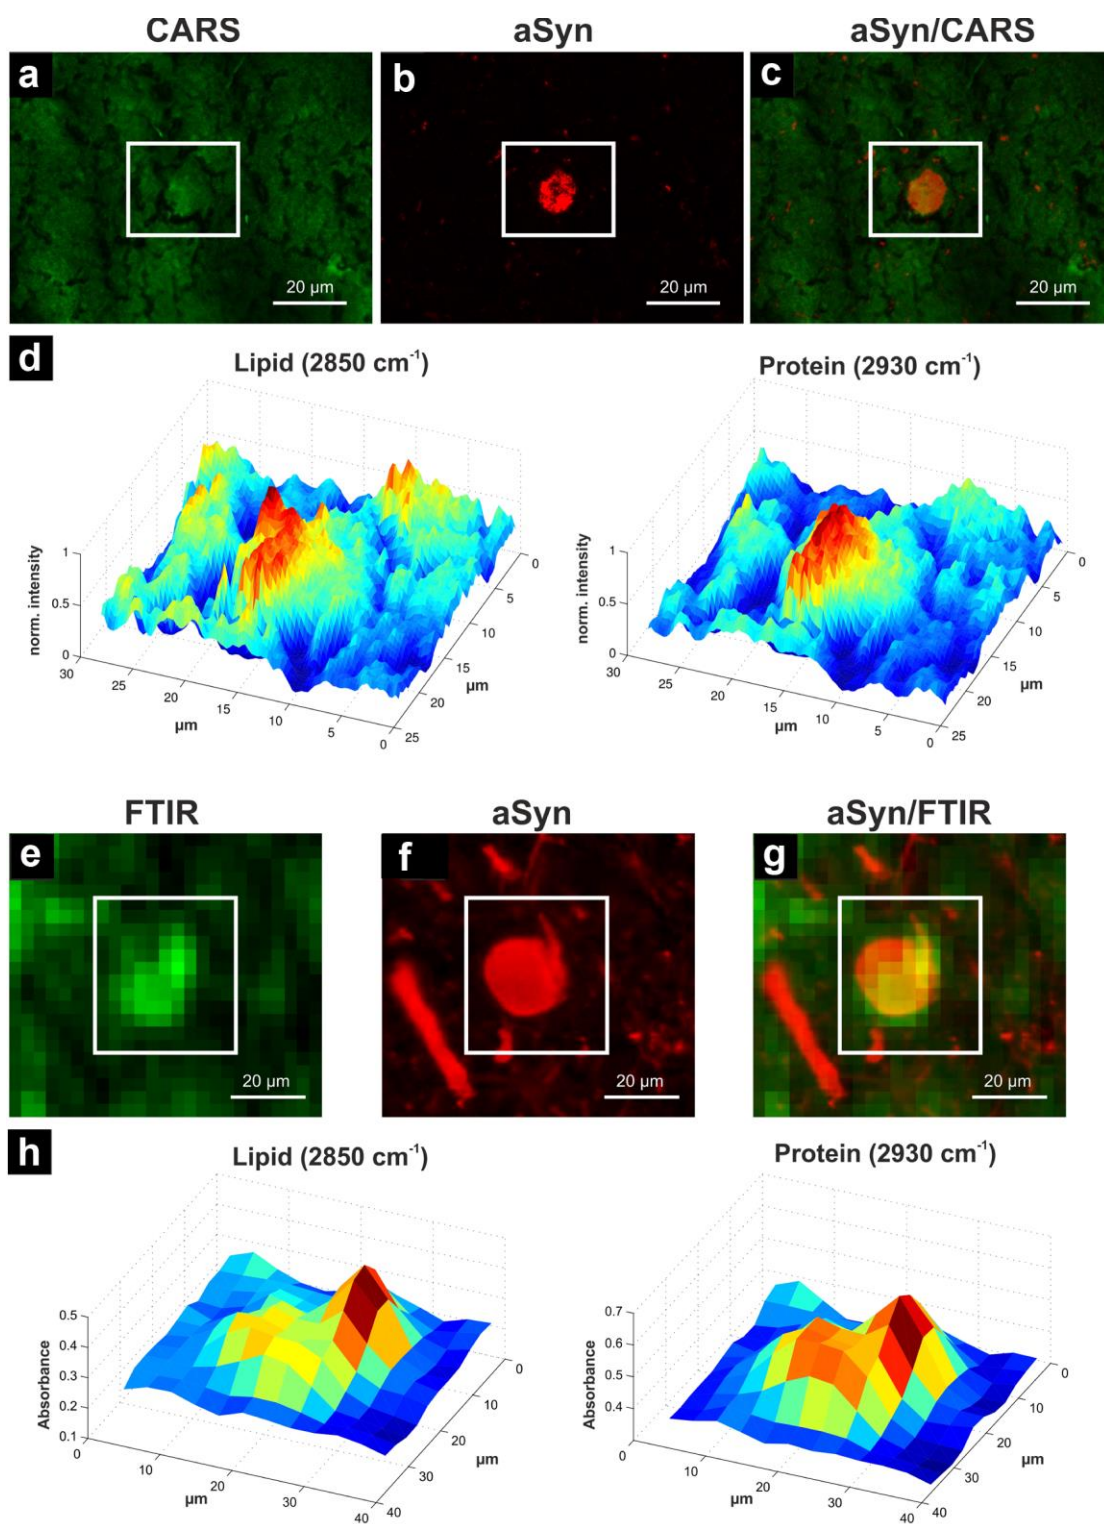 CARS aSyn aSyn/CARS
a b c
20 µm 20 µm 20 µm
d
Lipid (2850 cm⁻¹) Protein (2930 cm⁻¹)
norm. intensity
1
0.5
0
30 25 20 15 10 5 0
µm
0 5 10 15 20 25
µm
norm. intensity
1
0.5
0
30 25 20 15 10 5 0
µm
0 5 10 15 20 25
µm
FTIR aSyn aSyn/FTIR
e f g
20 µm 20 µm 20 µm
h
Lipid (2850 cm⁻¹) Protein (2930 cm⁻¹)
Absorbance
0.5
0.4
0.3
0.2
0.1
0 10 20 30 40
µm
0 10 20 30 40
µm
Absorbance
0.7
0.6
0.5
0.4
0 10 20 30 40
µm
0 10 20 30 40
µm